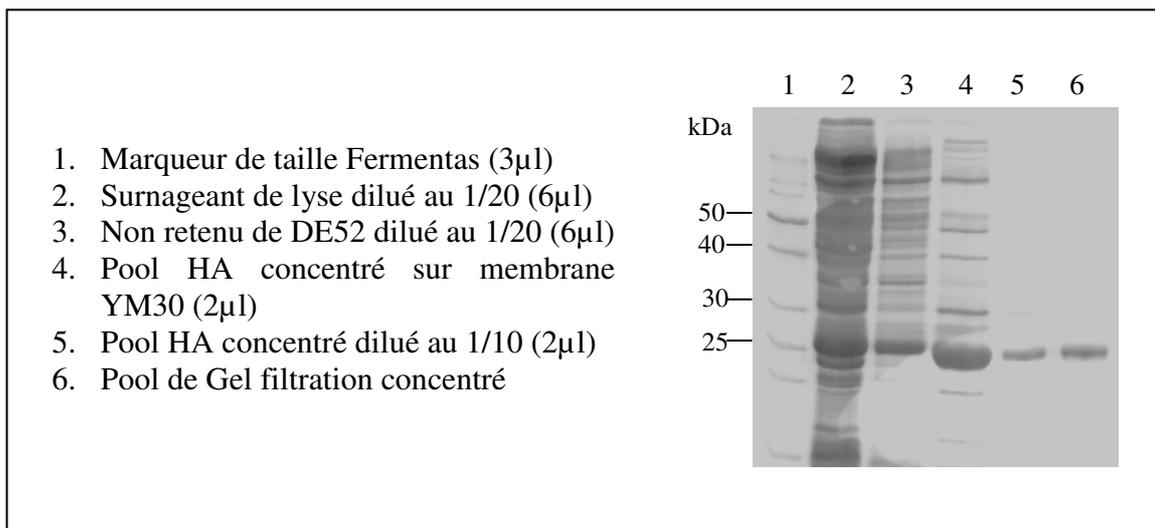 1 2 3 4 5 6
kDa
1. Marqueur de taille Fermentas (3µl)
2. Surnageant de lyse dilué au 1/20 (6µl)
3. Non retenu de DE52 dilué au 1/20 (6µl)
4. Pool HA concentré sur membrane
YM30 (2µl)
5. Pool HA concentré dilué au 1/10 (2µl)
6. Pool de Gel filtration concentré
50
40
30
25